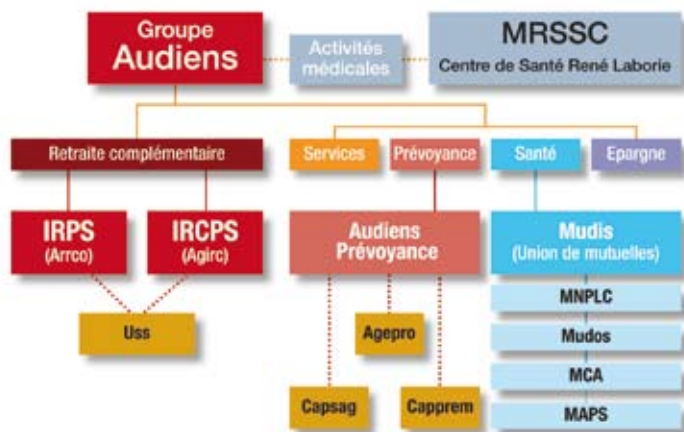 Groupe
Audiens
Activités
médicales
MRSSC
Centre de Santé René Laborie
Retraite complémentaire
Services
Prévoyance
Santé
Epargne
IRPS
(Arrco)
IRCPS
(Agirc)
Audiens
Prévoyance
Mudis
(Union de mutuelles)
Uss
Agepro
Capsag
Capprem
MNPLC
Mudos
MCA
MAPS